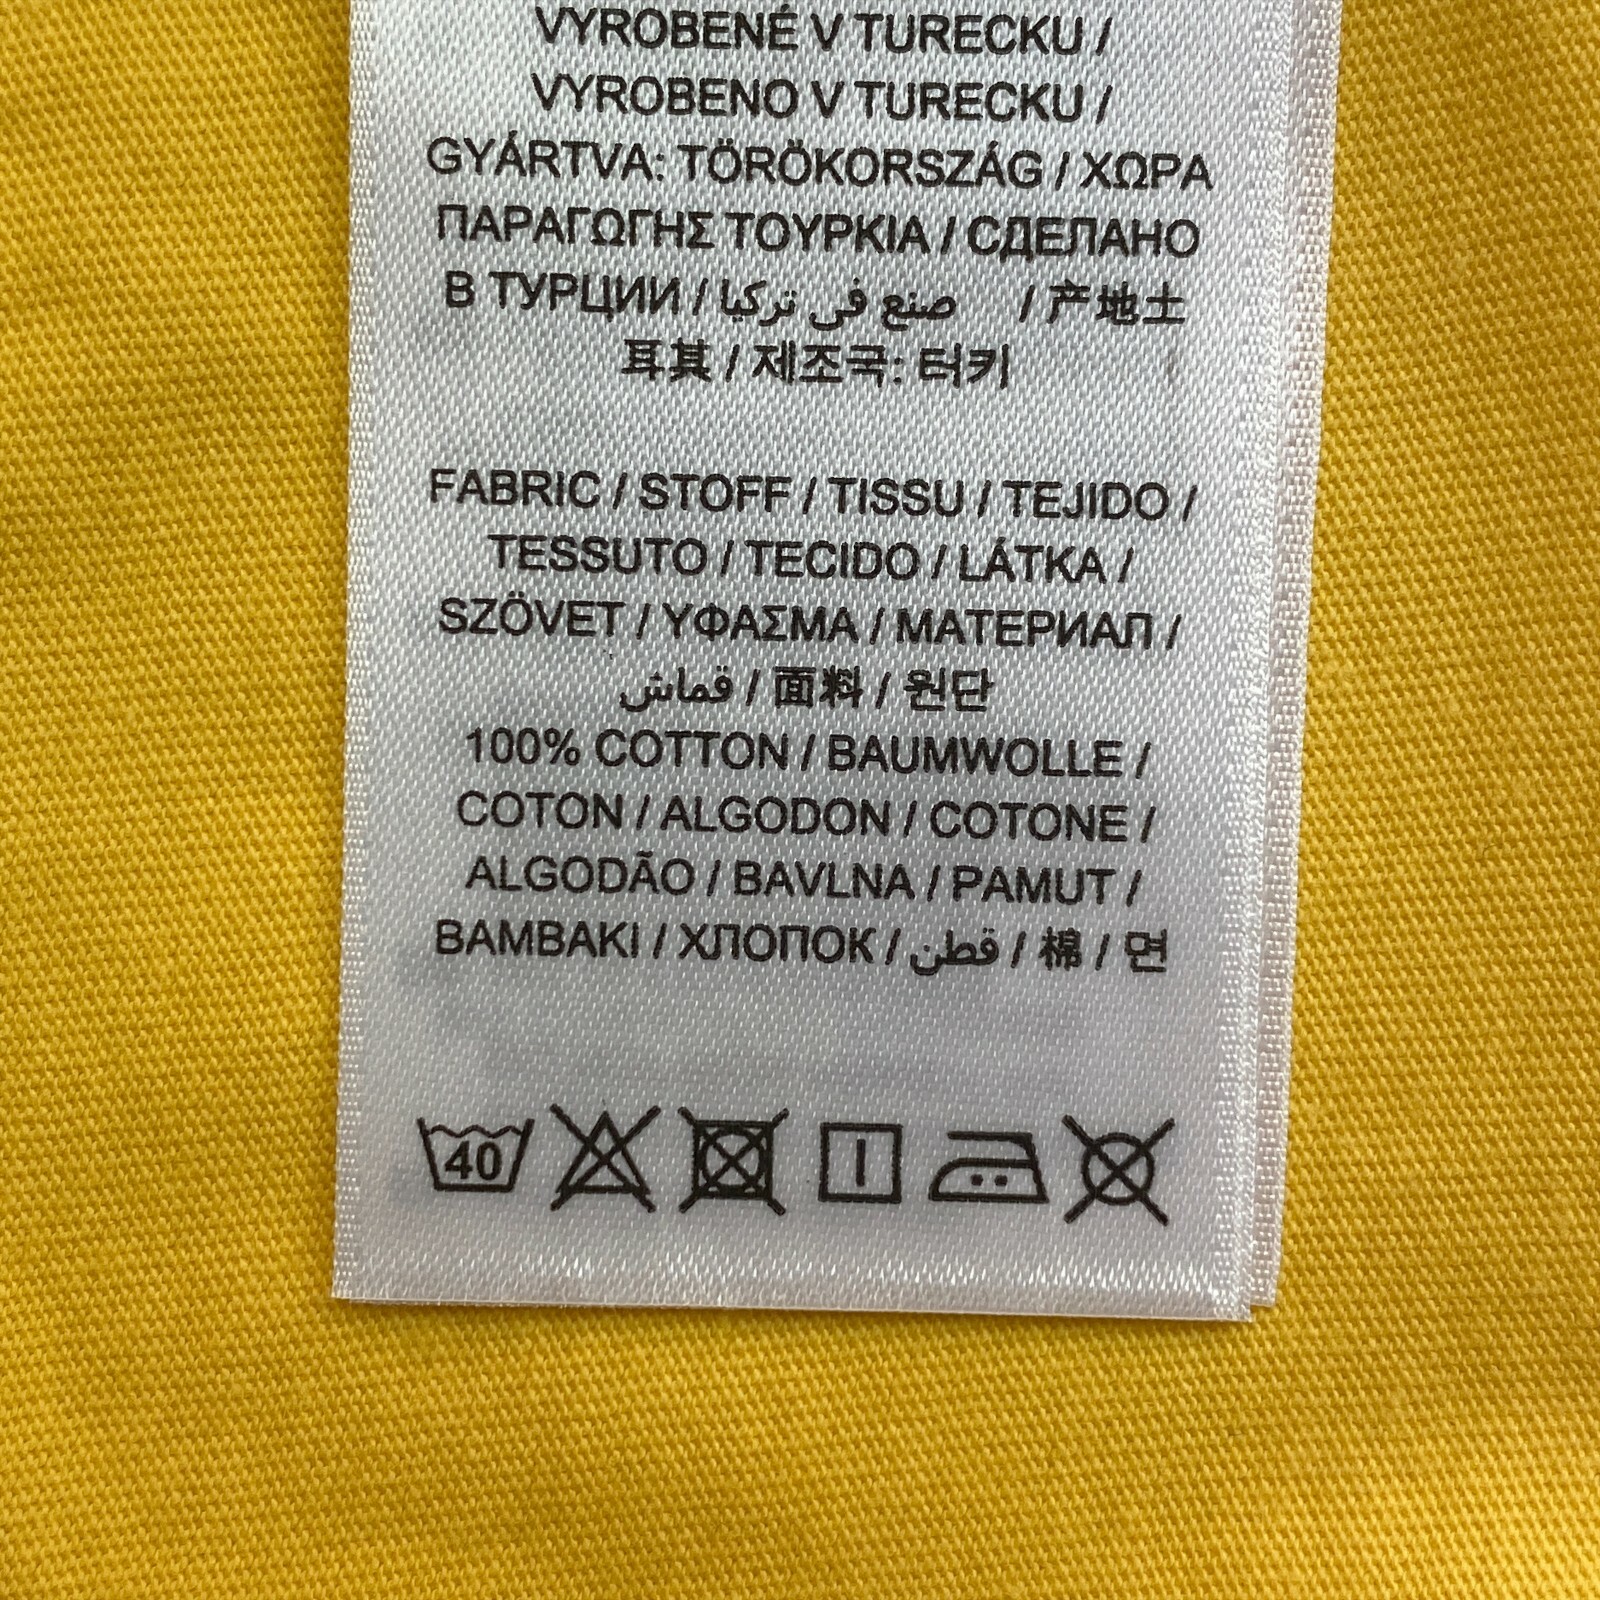 VYROBENÉ V TURECKU /
VYROBENO V TURECKU /
GYÁRTVA: TÖRÖKORSZÁG / ΧΩΡΑ
ΠΑΡΑΓΩΓΗΣ ΤΟΥΡΚΙΑ / СДЕЛАНО
В ТУРЦИИ / صنع في تركيا / 产地土
耳其 / 제조국: 터키
FABRIC / STOFF / TISSU / TEJIDO /
TESSUTO / TECIDO / LÁTKA /
SZÖVET / ΥΦΑΣΜΑ / МАТЕРИАЛ /
قماش / 面料 / 원단
100% COTTON / BAUMWOLLE /
COTON / ALGODON / COTONE /
ALGODÃO / BAVLNA / PAMUT /
BAMBAKI / ХЛОПОК / قطن / 棉 / 면
40